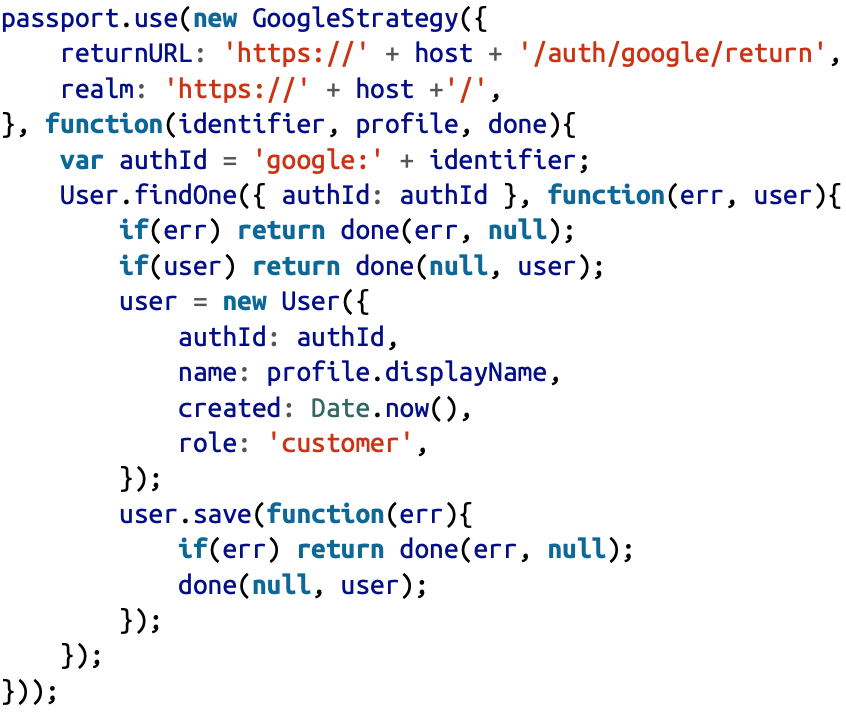 passport.use(new GoogleStrategy({
    returnURL: 'https://' + host + '/auth/google/return',
    realm: 'https://' + host +'/',
}, function(identifier, profile, done){
    var authId = 'google:' + identifier;
    User.findOne({ authId: authId }, function(err, user){
        if(err) return done(err, null);
        if(user) return done(null, user);
        user = new User({
            authId: authId,
            name: profile.displayName,
            created: Date.now(),
            role: 'customer',
        });
        user.save(function(err){
            if(err) return done(err, null);
            done(null, user);
        });
    });
}));